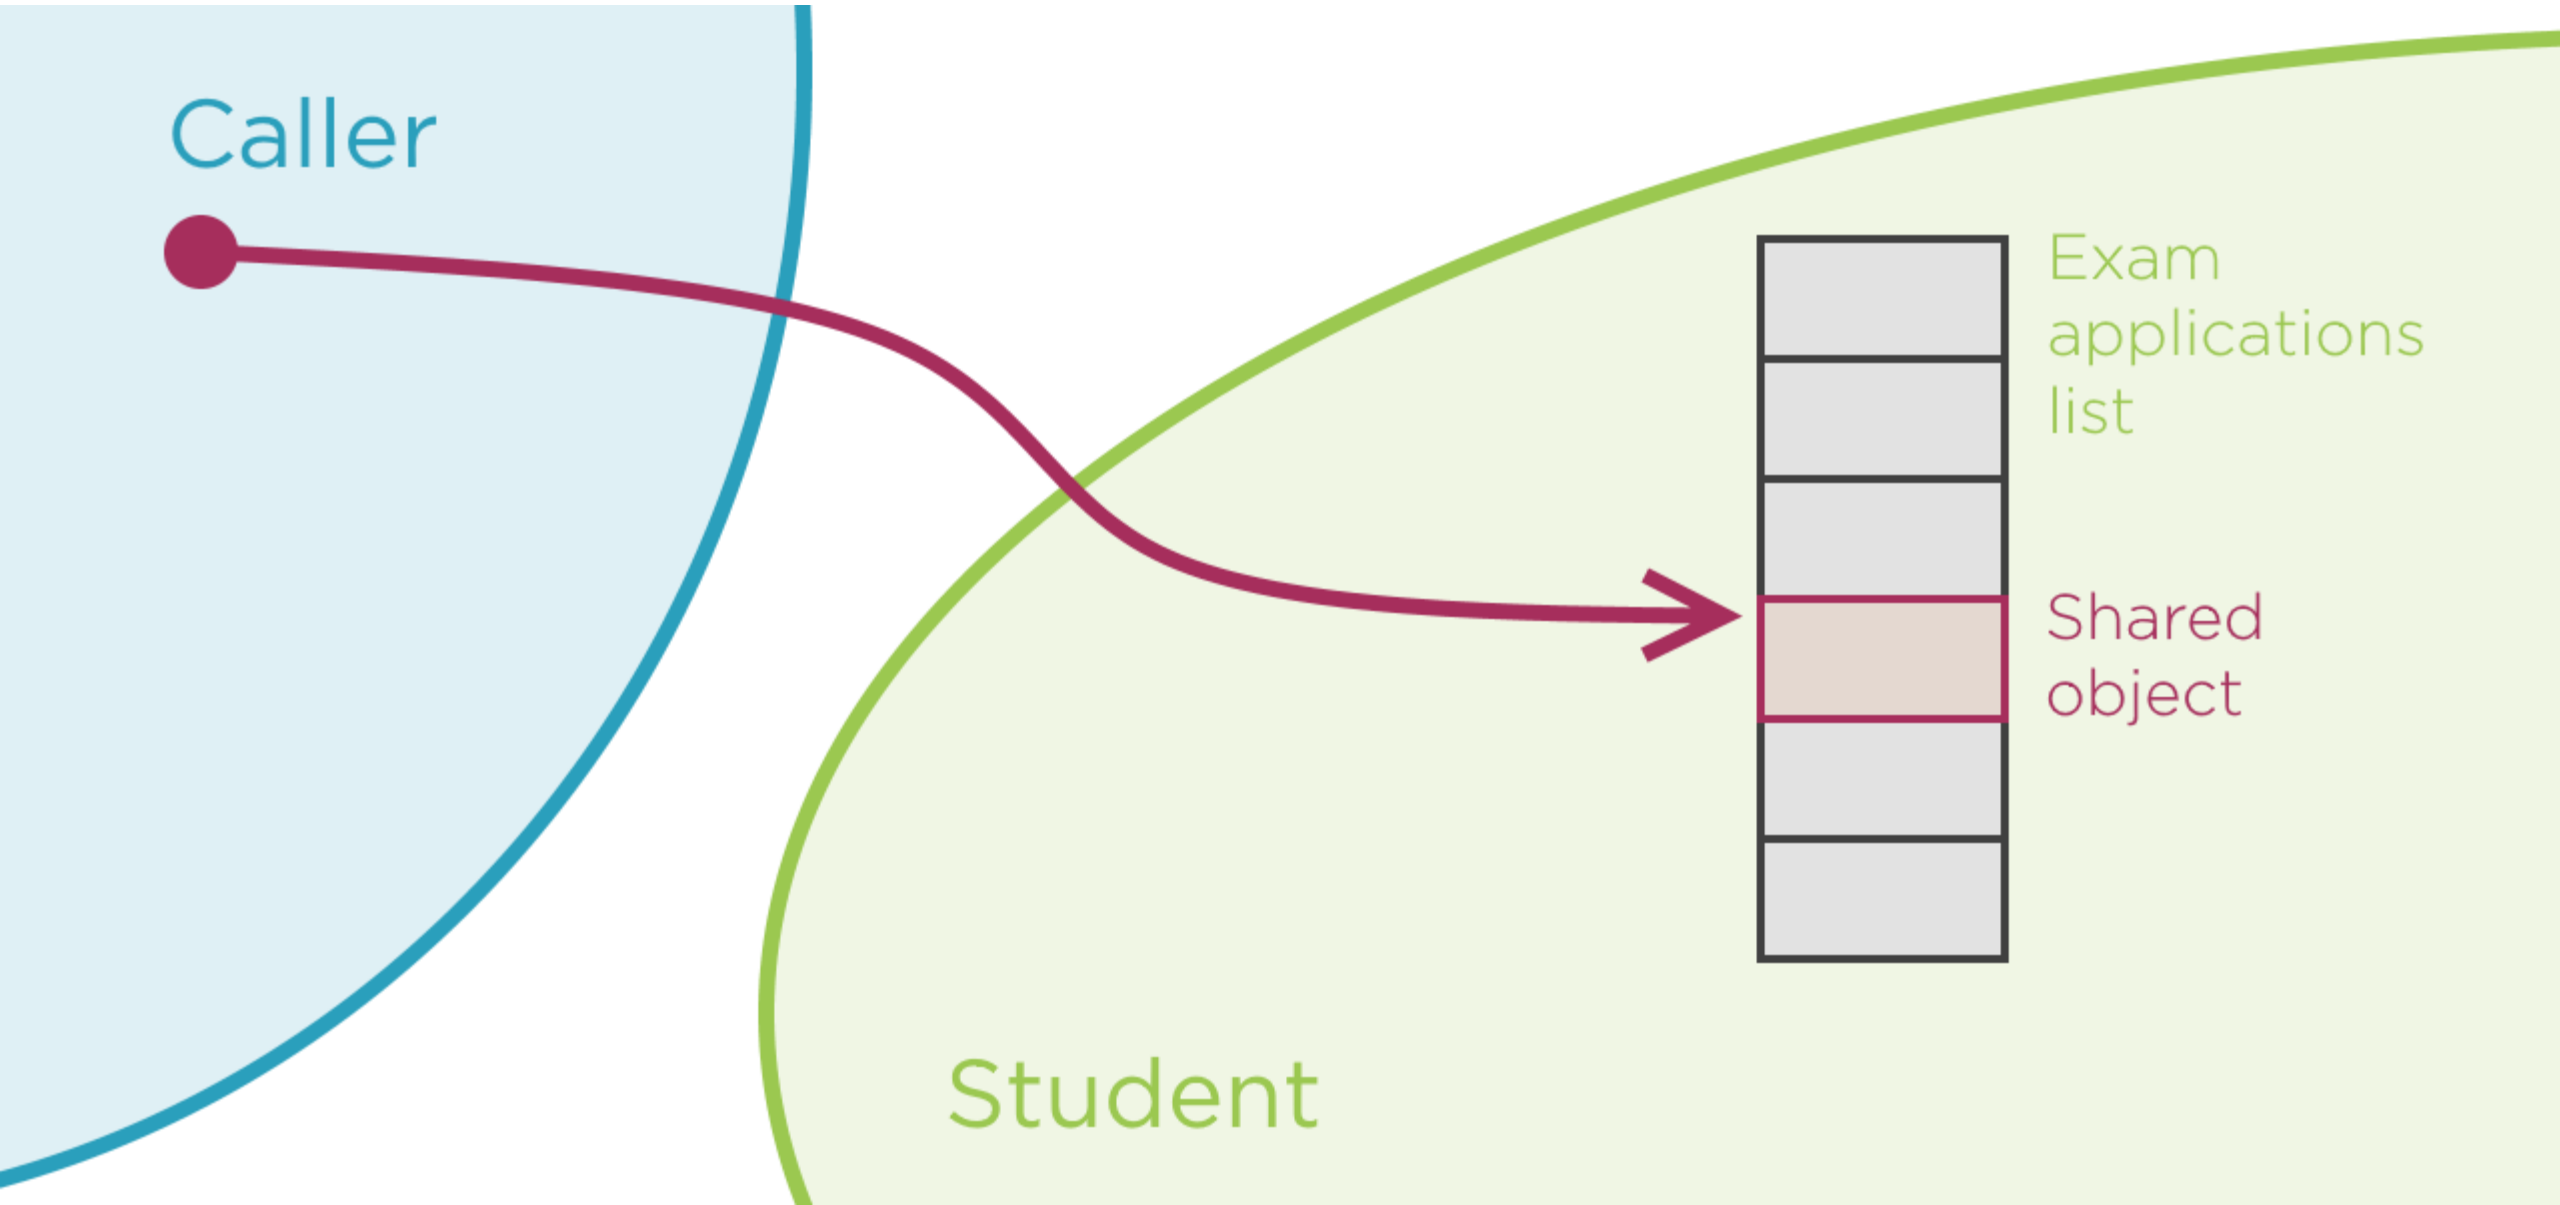 Caller
Exam
applications
list
Shared
object
Student